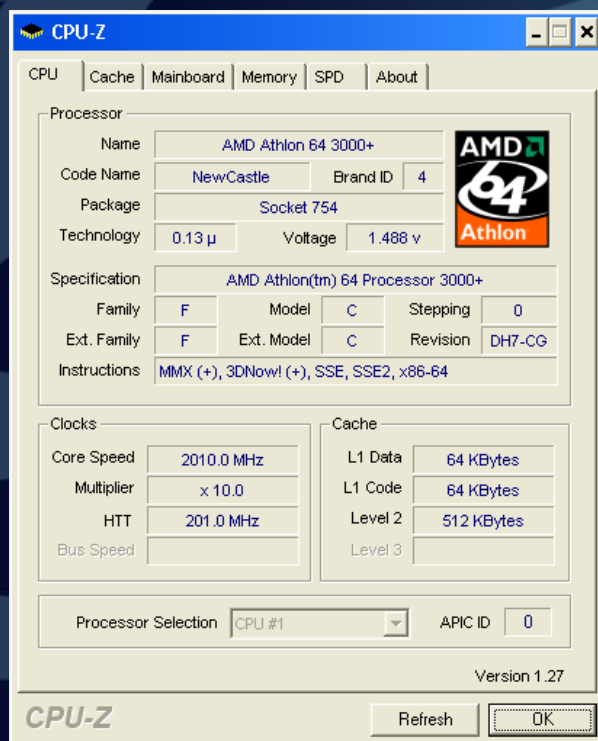 CPU-Z
CPU Cache Mainboard Memory SPD About
Processor
Name AMD Athlon 64 3000+
Code Name NewCastle Brand ID 4
Package Socket 754
Technology 0.13 µ Voltage 1.488 v
AMD
64
Athlon
Specification AMD Athlon(tm) 64 Processor 3000+
Family F Model C Stepping 0
Ext. Family F Ext. Model C Revision DH7-CG
Instructions MMX (+), 3DNow! (+), SSE, SSE2, x86-64
Clocks
Core Speed 2010.0 MHz
Multiplier x 10.0
HTT 201.0 MHz
Bus Speed
Cache
L1 Data 64 KBytes
L1 Code 64 KBytes
Level 2 512 KBytes
Level 3
Processor Selection CPU #1 APIC ID 0
Version 1.27
CPU-Z Refresh OK